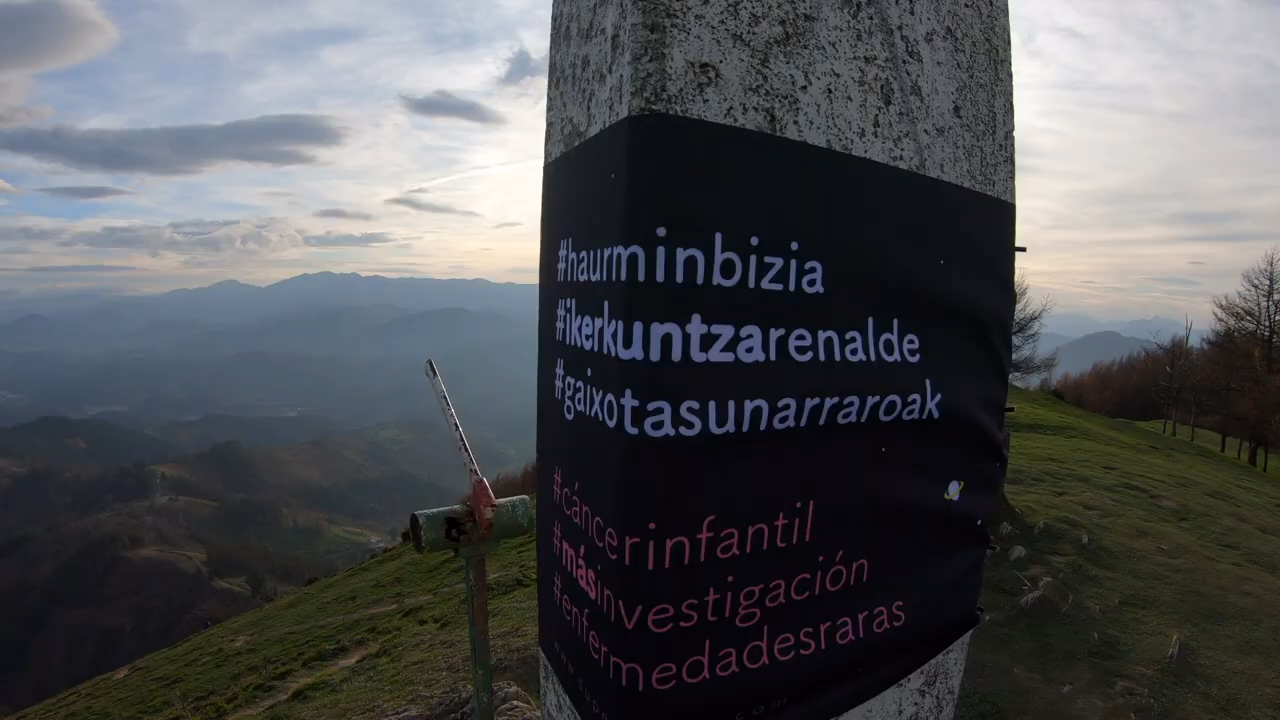 #haurminbizia
#ikerkuntzarenalde
#gaixotasunarraroak
#cáncerinfantil
#másinvestigación
#enfermedadesraras